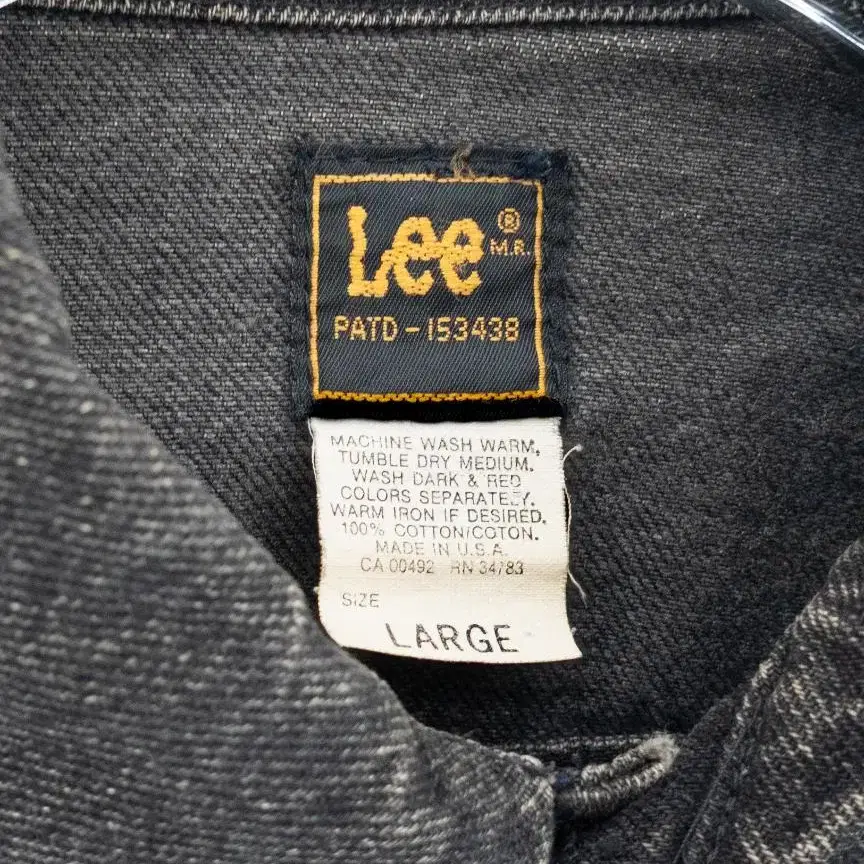 Lee ®
M.R.
PATD-153438
MACHINE WASH WARM,
TUMBLE DRY MEDIUM.
WASH DARK & RED
COLORS SEPARATELY.
WARM IRON IF DESIRED.
100% COTTON/COTON.
MADE IN U.S.A.
CA 00492 RN 34783
SIZE
LARGE